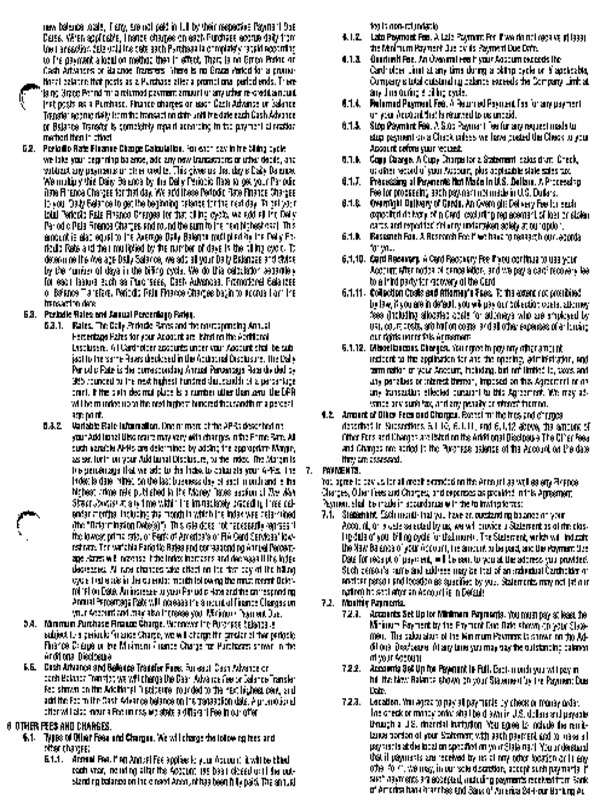 new balance totals, if any, are not paid in full by their respective Payment Due
Dates. When applicable, finance charges on each Purchase accrue daily from
the transaction date until the date each Purchase is completely repaid according
to the payment allocation method then in effect. There is no Grace Period on
Cash Advances or Balance Transfers. There is no Grace Period for a promo-
tional balance that posts as a Purchase after a promotional period ends. There
is no Grace Period for a returned payment amount or any other re-credit amount
that posts as a Purchase. Finance charges on each Cash Advance or Balance
Transfer accrue daily from the transaction date until the date each Cash Advance
or Balance Transfer is completely repaid according to the payment allocation
method then in effect.
5.2. Periodic Rate Finance Charge Calculation. For each day in the billing cycle
we take your beginning balance, add any new transactions or other debits, and
subtract any payments or other credits. This gives us that day's Daily Balance.
We multiply this Daily Balance by the Daily Periodic Rate to get your Periodic
Rate Finance Charges for that day. We add these Periodic Rate Finance Charges
to your Daily Balance to get the beginning balance for the next day. To get your
total Periodic Rate Finance Charges for that billing cycle, we add all the Daily
Periodic Rate Finance Charges and round the sum to the nearest cent. This
amount is also equal to the Average Daily Balance multiplied by the Daily Pe-
riodic Rate and then multiplied by the number of days in the billing cycle. To
determine the Average Daily Balance, we add all your Daily Balances and divide
by the number of days in the billing cycle. We do this calculation separately
for each feature such as Purchases, Cash Advances, Promotional Balances
or Balance Transfers. Periodic Rate Finance Charges begin to accrue from the
transaction date.
5.3. Periodic Rates and Annual Percentage Rates.
5.3.1. Rates. The Daily Periodic Rates and the corresponding Annual
Percentage Rates for your Account are listed on the Additional
Disclosure. All Cardholder accounts under your Account shall be sub-
ject to the same Rates disclosed in the Additional Disclosure. The Daily
Periodic Rate is the corresponding Annual Percentage Rate divided by
365 rounded to the next highest hundred thousandth of a percentage
point. If the sixth decimal place is a number other than zero, the DPR
will be rounded up to the next highest hundred thousandth of a percent-
age point.
5.3.2. Variable Rate Information. One or more of the APRs described on
your Additional Disclosure may vary with changes in the Prime Rate. All
such variable APRs are determined by adding the appropriate Margin,
as set forth on your Additional Disclosure, to the Index. The Margin is
the percentage that we add to the Index to calculate your APRs. The
Index is determined on the last business day of each month and is the
highest prime rate published in the Money Rates section of The Wall
Street Journal at any time within the immediately preceding three cal-
endar months, including the month in which the Index was determined
(the "Determination Date(s)"). This rate does not necessarily represent
the lowest prime rate, or Bank of America's or FIA Card Services' low-
est rate. The variable Periodic Rates and corresponding Annual Percent-
age Rates will increase if the Index increases and decrease if the Index
decreases. All rate changes take effect on the first day of the billing
cycle that ends in the calendar month following the most recent Deter-
mination Date. An increase to your Periodic Rate and the corresponding
Annual Percentage Rate will increase the amount of Finance Charges on
your Account and may also increase your Minimum Payment Due.
5.4. Minimum Purchase Finance Charge. Whenever the Purchase balance is
subject to a periodic Finance Charge, we will charge the greater of the periodic
Finance Charge or the Minimum Finance Charge for Purchases shown in the
Additional Disclosure.
5.5. Cash Advance and Balance Transfer Fees. For each Cash Advance or
each Balance Transfer we will charge the Cash Advance Fee or Balance Transfer
Fee shown on the Additional Disclosure, rounded to the next highest cent, and
add the Fee to the Cash Advance balance on the transaction date. A promotional
offer will also incur a Fee unless we state a different Fee in our offer.
6. OTHER FEES AND CHARGES.
6.1. Types of Other Fees and Charges. We will charge the following fees and
other charges:
6.1.1. Annual Fee. If an Annual Fee applies to your Account, it will be billed
each year, including after the Account has been closed until the out-
standing balance on the closed Account has been fully paid. The annual
fee is non-refundable.
6.1.2. Late Payment Fee. A Late Payment Fee if we do not receive at least
the Minimum Payment Due by its Payment Due Date.
6.1.3. Overlimit Fee. An Overlimit Fee if your Account exceeds the
Cardholder Limit at any time during a billing cycle or if applicable,
Company's total outstanding balance exceeds the Company Limit at
any time during a billing cycle.
6.1.4. Returned Payment Fee. A Returned Payment Fee for any payment
on your Account that is returned to us unpaid.
6.1.5. Stop Payment Fee. A Stop Payment Fee for any request made to
stop payment on a Check unless we have posted the Check to your
Account before your request.
6.1.6. Copy Charge. A Copy Charge for a Statement, sales draft, Check,
or other record of your Account, plus applicable state sales tax.
6.1.7. Processing of Payments Not Made in U.S. Dollars. A Processing
Fee for processing each payment not made in U.S. Dollars.
6.1.8. Overnight Delivery of Cards. An Overnight Delivery Fee for each
expedited delivery of a Card, excluding replacement of lost or stolen
cards and expedited delivery undertaken solely at our option.
6.1.9. Research Fee. A Research Fee if we have to research our records
for you.
6.1.10. Card Recovery. A Card Recovery Fee if you continue to use your
Account after notice of cancellation, and we pay a card recovery fee
to a third party for recovery of the Card.
6.1.11. Collection Costs and Attorney's Fees. To the extent not prohibited
by law, if you are in default, you will pay our collection costs, attorney
fees (including allocated costs for attorneys who are employed by
us), court costs, arbitration costs, and all other expenses of enforcing
our rights under this Agreement.
6.1.12. Miscellaneous Charges. You agree to pay any other amount
incident to the application for and the opening, administration, and
termination of your Account, including, but not limited to, taxes and
any penalties or interest thereon, imposed on this Agreement or on
any transaction effected pursuant to this Agreement. We may ad-
vance any such tax, and any penalty or interest thereon.
6.2. Amount of Other Fees and Charges. Except for the fees and charges
described in Subsections 6.1.10, 6.1.11, and 6.1.12 above, the amount of
Other Fees and Charges are listed on the Additional Disclosure. The Other Fees
and Charges are added to the Purchase balance of the Account on the date
they are assessed.
7. PAYMENTS.
You agree to pay us for all credit extended on the Account as well as any Finance
Charges, Other Fees and Charges, and expenses as provided in this Agreement.
Payment shall be made in accordance with the following terms:
7.1. Statement. Each month that you have an outstanding balance on your
Account, on a date selected by us, we will provide a Statement as of the clos-
ing date of your billing cycle for that month. The Statement, which will indicate
the New Balance of your Account, the amount to be paid, and the Payment Due
Date for receipt of payment, will be sent to you at the address you provided.
Such person's name and address may be that of an individual Cardholder or
another person and location as specified by you. Statements may not (at our
option) be sent after an Account is in Default.
7.2. Monthly Payments.
7.2.1. Accounts Set Up for Minimum Payments. You must pay at least the
Minimum Payment by the Payment Due Date shown on your State-
ment. The calculation of the Minimum Payment is shown on the Ad-
ditional Disclosure. At any time you may pay the outstanding balance
of your Account.
7.2.2. Accounts Set Up for Payment in Full. Each month you will pay in
full the New Balance shown on your Statement by the Payment Due
Date.
7.2.3. Location. You agree to pay all payments by check or money order.
The check or money order shall be drawn in U.S. dollars and payable
through a U.S. financial institution. You agree to include the remit-
tance portion of your Statement with each payment and to make all
payments at the location specified on your Statement. You understand
that if payments are received by us at any other location or in any
other form, we may, in our sole discretion, accept such payments. If
such payments are accepted, including payments received from Bank
of America branches and Bank of America 24-hour Banking Au-